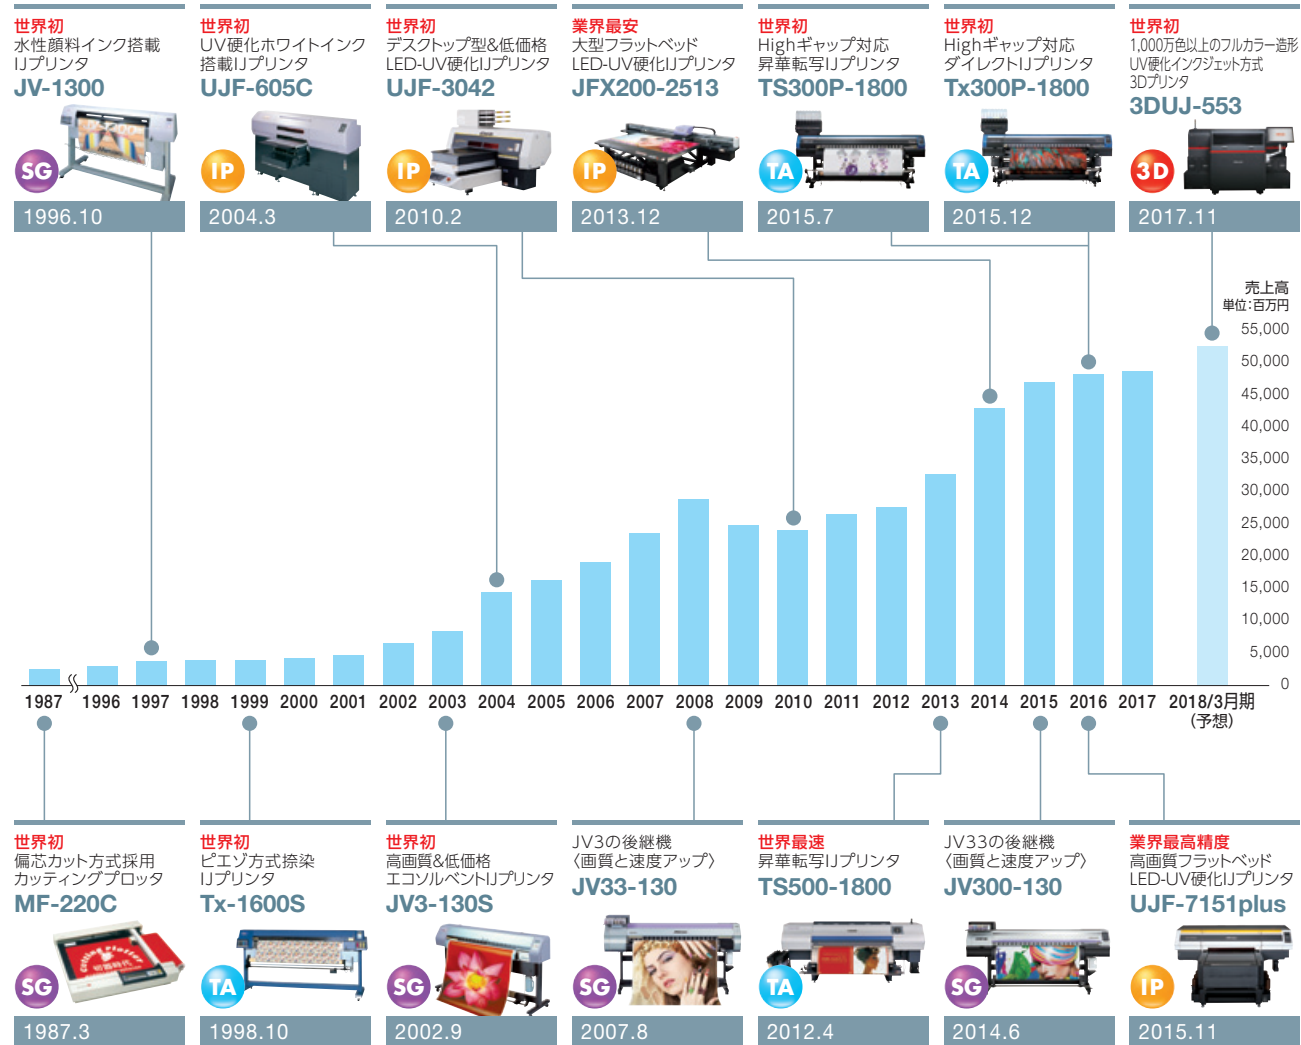 世界初
水性顔料インク搭載
IJプリンタ
JV-1300
SG
1996.10
世界初
UV硬化ホワイトインク
搭載IJプリンタ
UJF-605C
IP
2004.3
世界初
デスクトップ型&低価格
LED-UV硬化IJプリンタ
UJF-3042
IP
2010.2
業界最安
大型フラットベッド
LED-UV硬化IJプリンタ
JFX200-2513
IP
2013.12
世界初
Highギャップ対応
昇華転写IJプリンタ
TS300P-1800
TA
2015.7
世界初
Highギャップ対応
ダイレクトIJプリンタ
Tx300P-1800
TA
2015.12
世界初
1,000万色以上のフルカラー造形
UV硬化インクジェット方式
3Dプリンタ
3DUJ-553
3D
2017.11
売上高
単位:百万円
55,000
50,000
45,000
40,000
35,000
30,000
25,000
20,000
15,000
10,000
5,000
0
1987 1996 1997 1998 1999 2000 2001 2002 2003 2004 2005 2006 2007 2008 2009 2010 2011 2012 2013 2014 2015 2016 2017 2018/3月期
(予想)
世界初
偏芯カット方式採用
カッティングプロッタ
MF-220C
Cutting Plotter
SG
1987.3
世界初
ピエゾ方式捺染
IJプリンタ
Tx-1600S
TA
1998.10
世界初
高画質&低価格
エコソルベントIJプリンタ
JV3-130S
SG
2002.9
JV3の後継機
〈画質と速度アップ〉
JV33-130
SG
2007.8
世界最速
昇華転写IJプリンタ
TS500-1800
TA
2012.4
JV33の後継機
〈画質と速度アップ〉
JV300-130
SG
2014.6
業界最高精度
高画質フラットベッド
LED-UV硬化IJプリンタ
UJF-7151plus
IP
2015.11